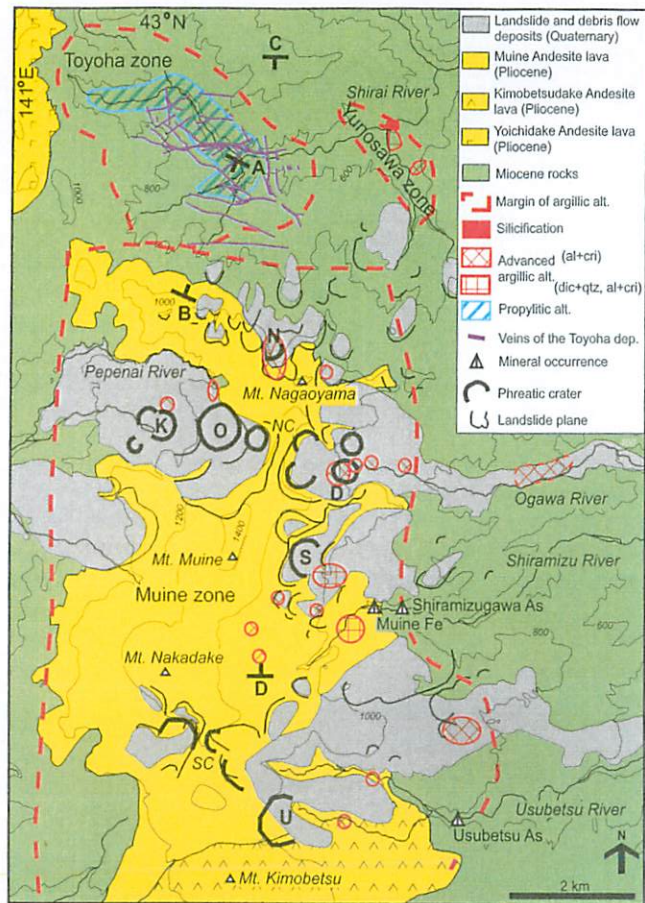 43°N
141°E
Toyoha zone
C
Shirai River
Yunosawa zone
A
800
600
1000
1000
B
N
Pepenai River
Mt. Nagaoyama
K
O
NC
D
Ogawa River
1200
1400
Mt. Muine
S
Shiramizu River
Muine zone
Shiramizugawa As
Muine Fe
800
600
Mt. Nakadake
D
1000
SC
U
Usubetsu River
Usubetsu As
Mt. Kimobetsu
N
2 km
Landslide and debris flow
deposits (Quaternary)
Muine Andesite lava
(Pliocene)
Kimobetsudake Andesite
lava (Pliocene)
Yoichidake Andesite lava
(Pliocene)
Miocene rocks
Margin of argillic alt.
Silicification
Advanced (al+cri)
argillic alt.
(dic+qtz, al+cri)
Propylitic alt.
Veins of the Toyoha dep.
Mineral occurrence
Phreatic crater
Landslide plane